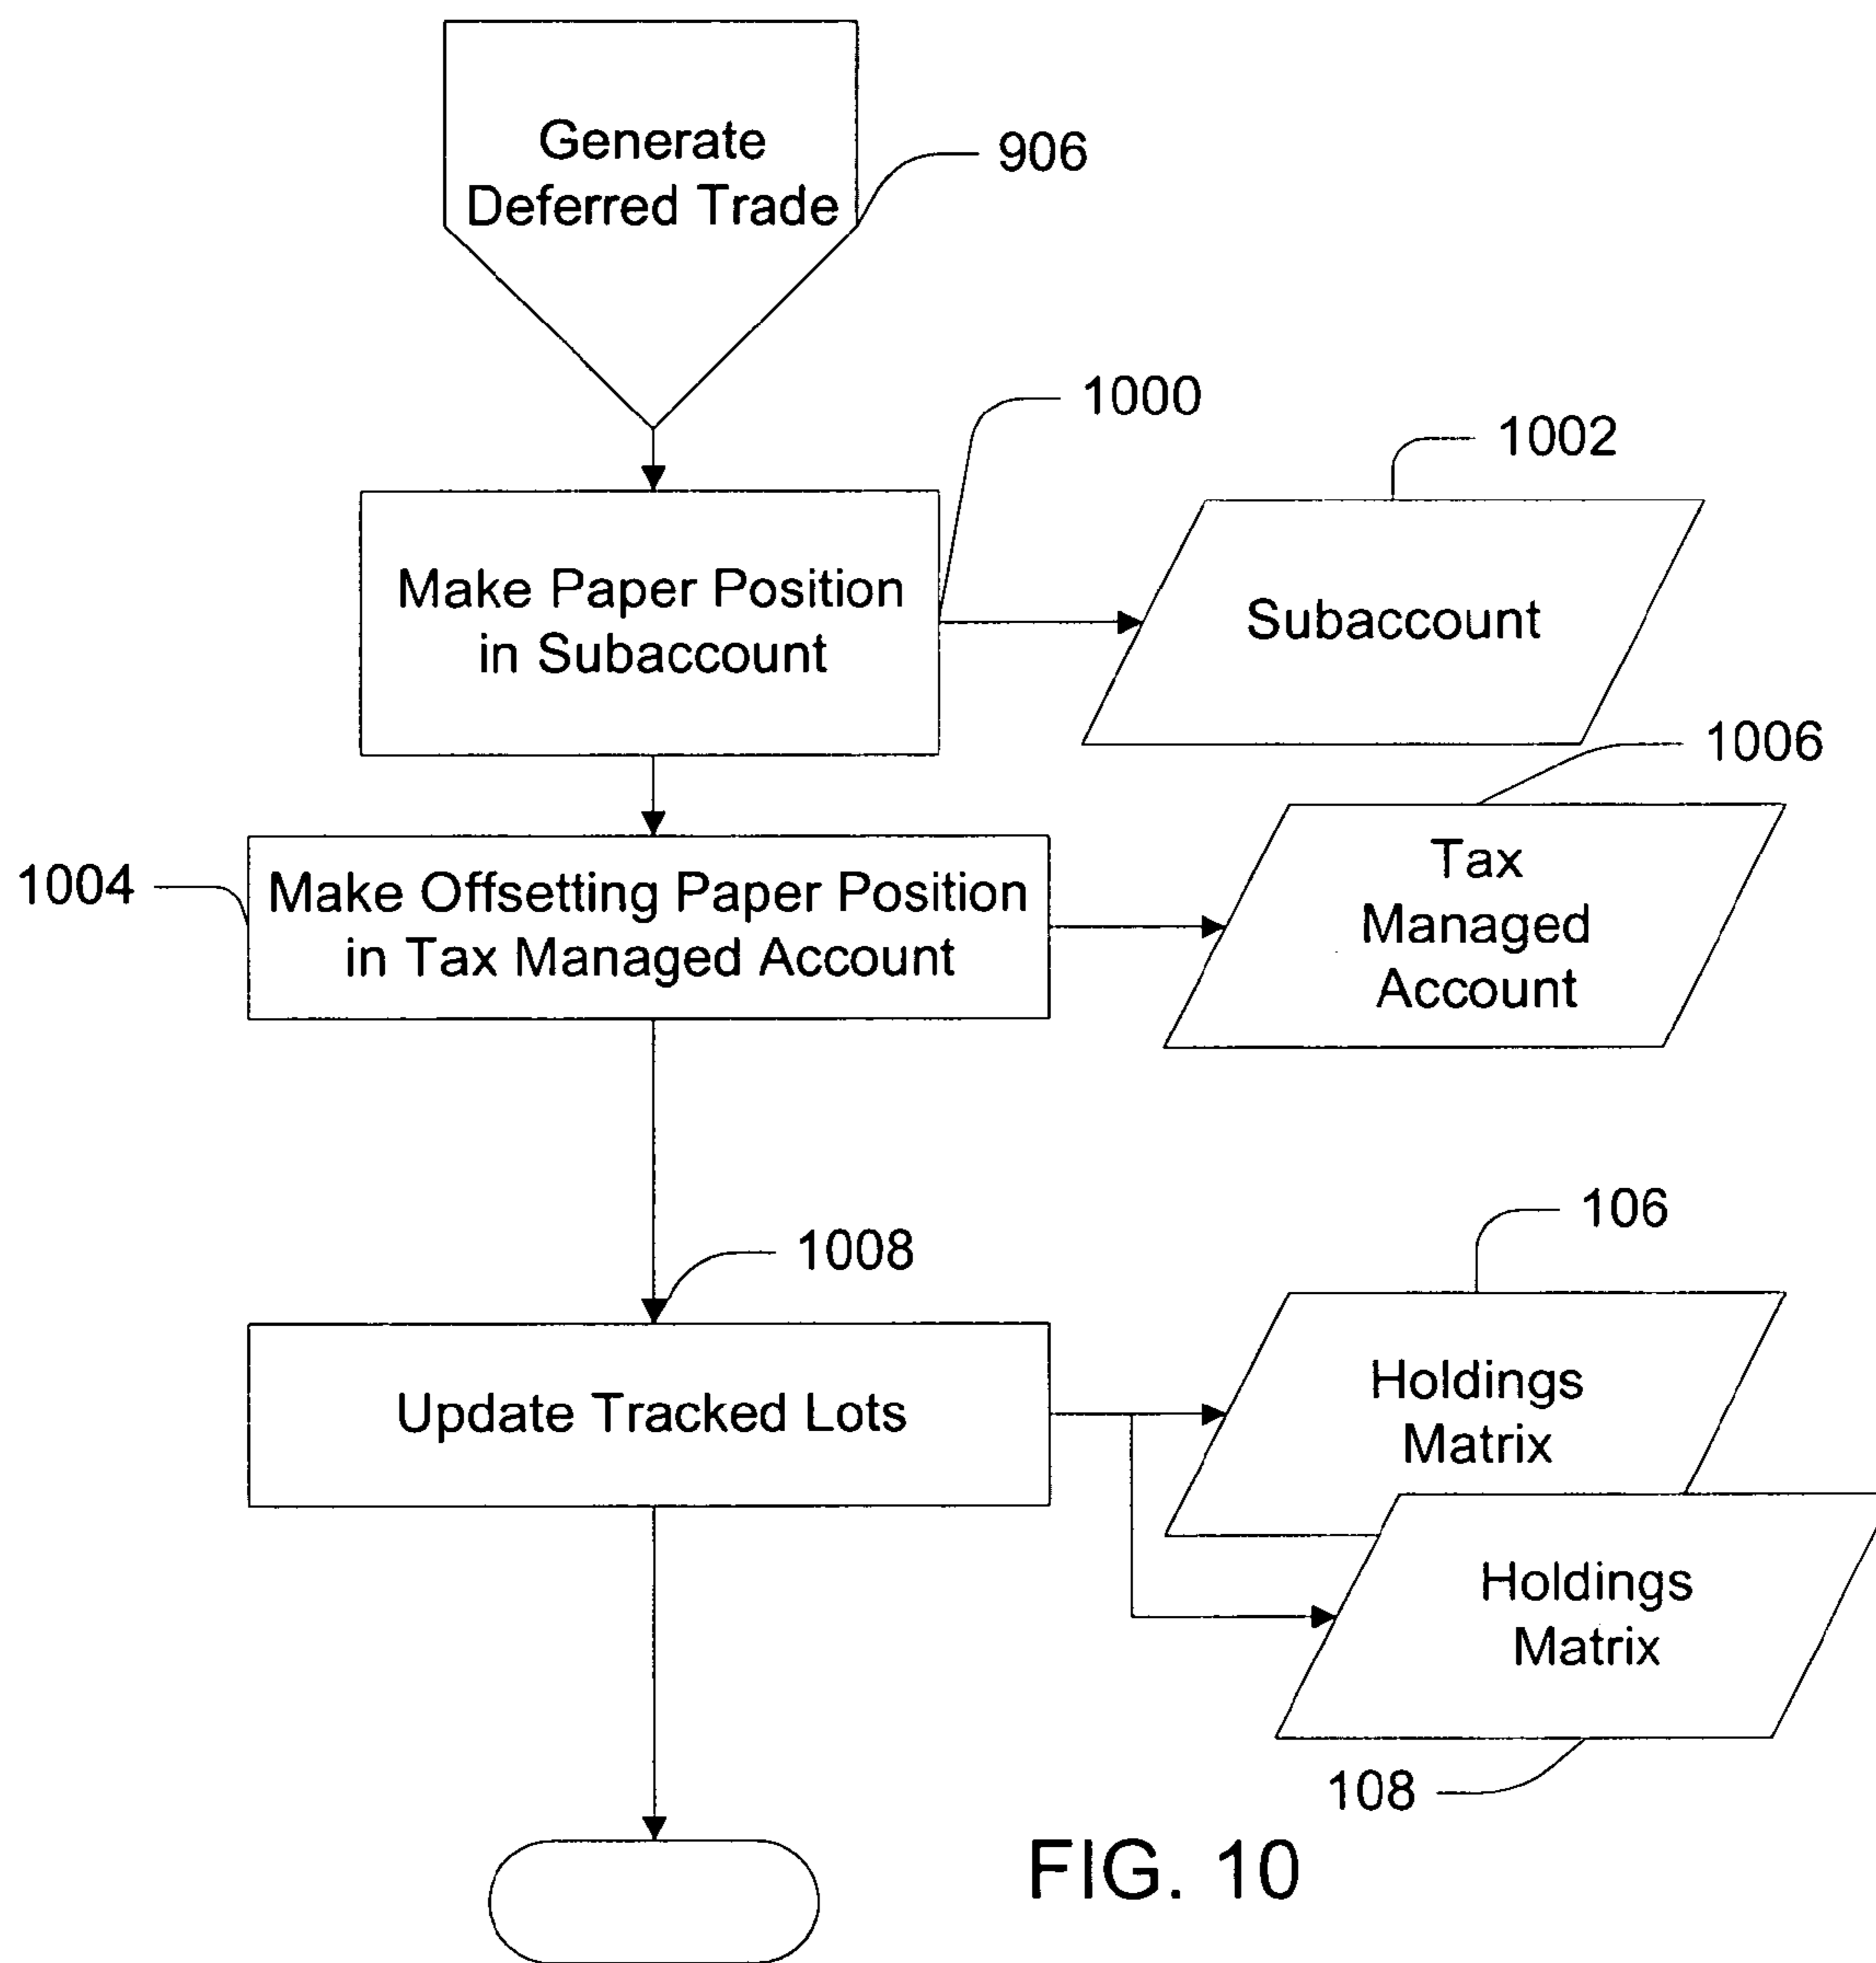 Generate
Deferred Trade
906
1000
1002
Make Paper Position
in Subaccount
Subaccount
1006
1004
Make Offsetting Paper Position
in Tax Managed Account
Tax
Managed
Account
106
1008
Update Tracked Lots
Holdings
Matrix
Holdings
Matrix
108
FIG. 10